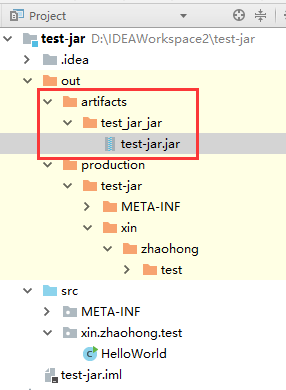 Project
test-jar D:\IDEAWorkspace2\test-jar
.idea
out
artifacts
test_jar_jar
test-jar.jar
production
test-jar
META-INF
xin
zhaohong
test
src
META-INF
xin.zhaohong.test
HelloWorld
test-jar.iml